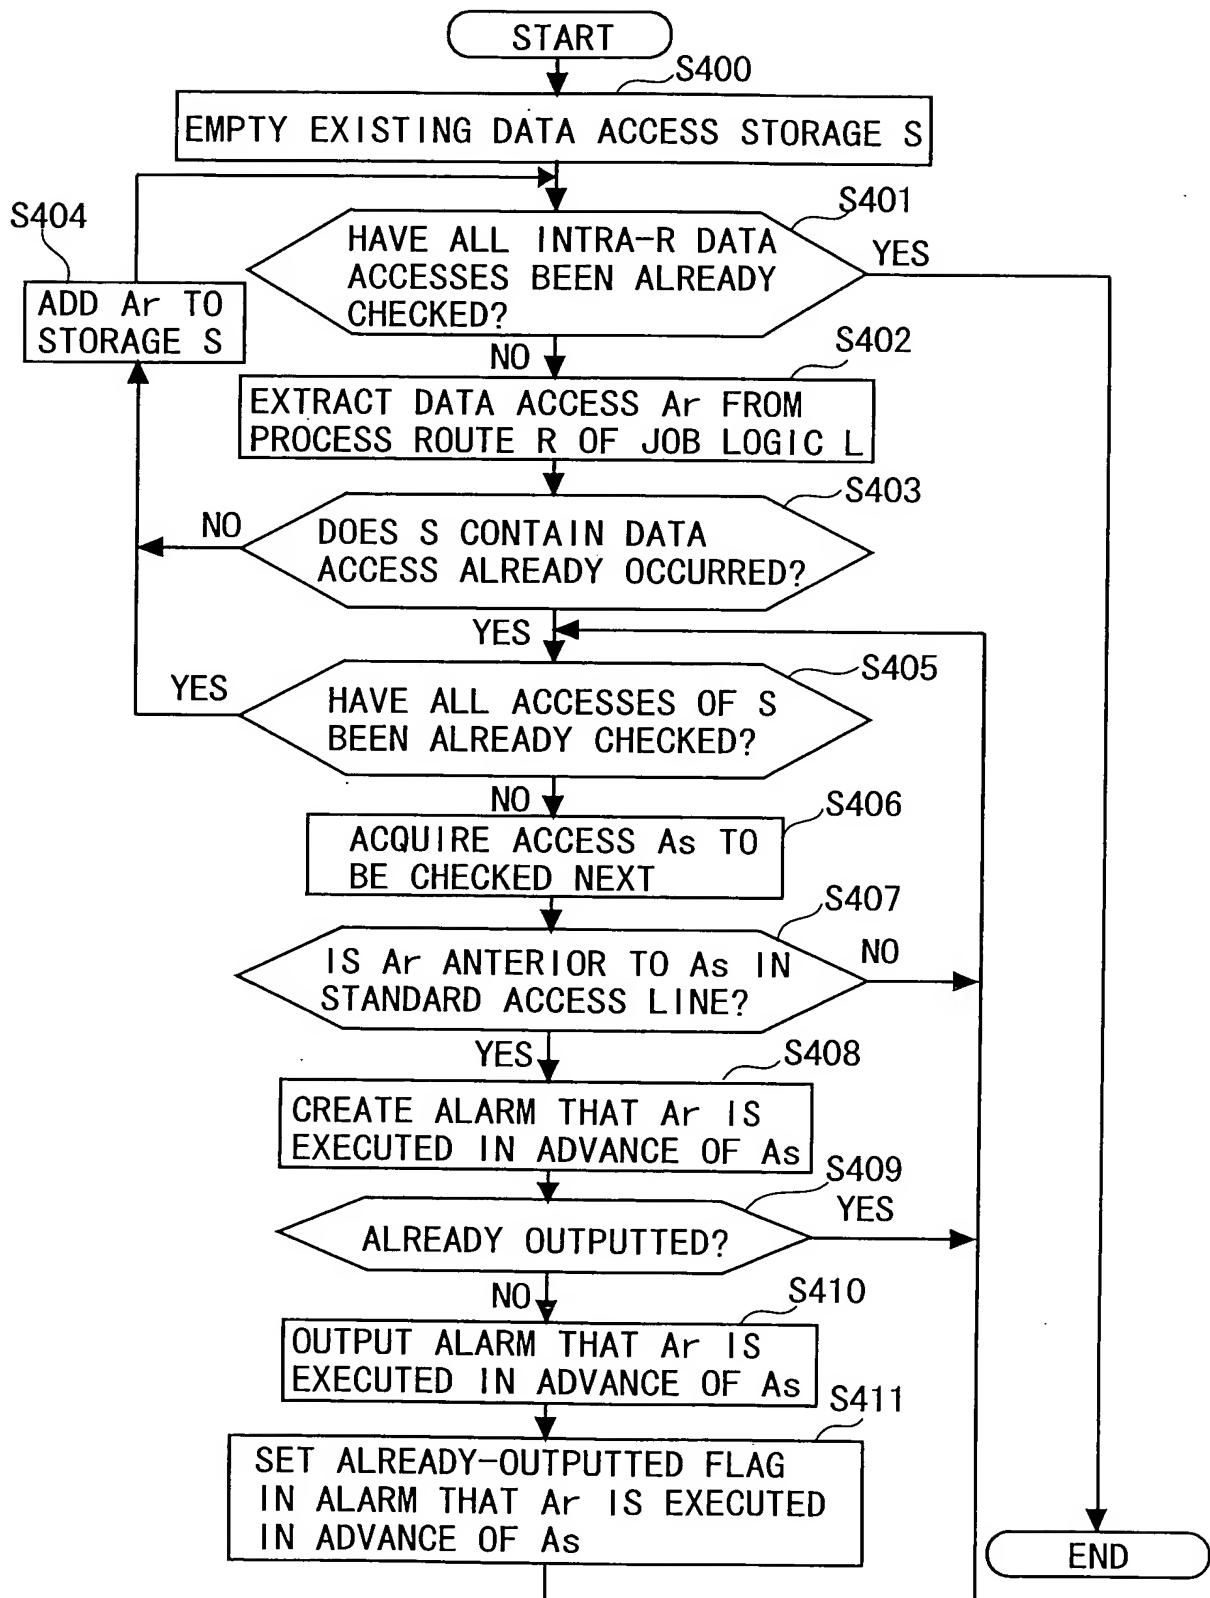 START
S400
EMPTY EXISTING DATA ACCESS STORAGE S
S404
S401
HAVE ALL INTRA-R DATA
ACCESSES BEEN ALREADY
CHECKED?
YES
ADD Ar TO
STORAGE S
NO
S402
EXTRACT DATA ACCESS Ar FROM
PROCESS ROUTE R OF JOB LOGIC L
S403
NO
DOES S CONTAIN DATA
ACCESS ALREADY OCCURRED?
YES
S405
YES
HAVE ALL ACCESSES OF S
BEEN ALREADY CHECKED?
NO
S406
ACQUIRE ACCESS As TO
BE CHECKED NEXT
S407
IS Ar ANTERIOR TO As IN
STANDARD ACCESS LINE?
NO
YES
S408
CREATE ALARM THAT Ar IS
EXECUTED IN ADVANCE OF As
S409
YES
ALREADY OUTPUTTED?
NO
S410
OUTPUT ALARM THAT Ar IS
EXECUTED IN ADVANCE OF As
S411
SET ALREADY-OUTPUTTED FLAG
IN ALARM THAT Ar IS EXECUTED
IN ADVANCE OF As
END